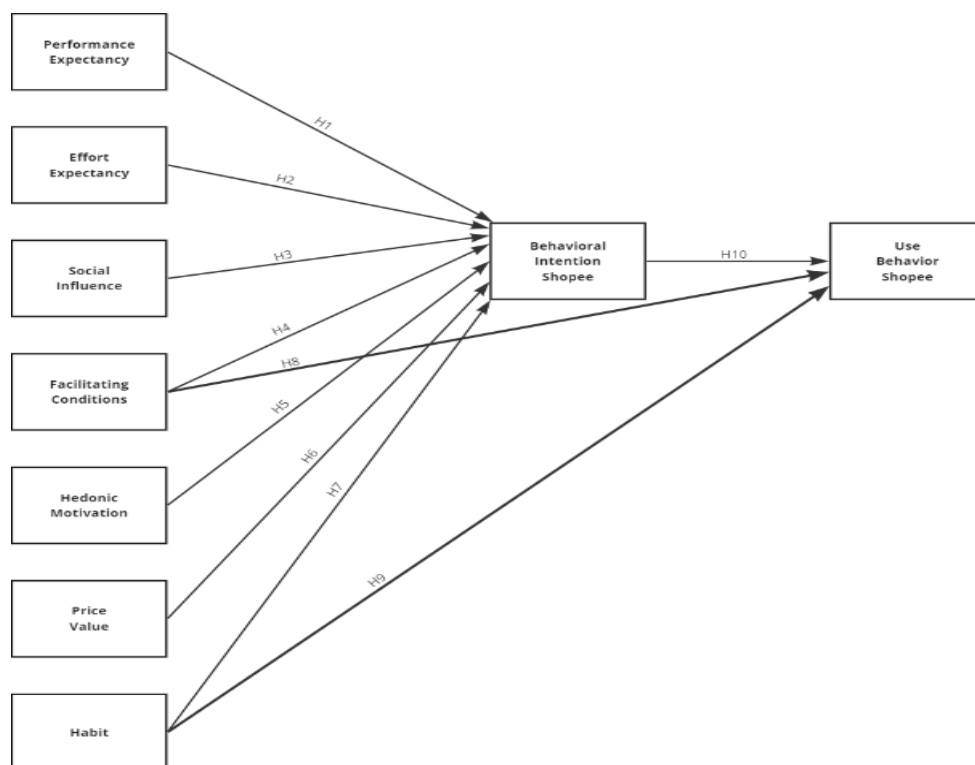 Performance
Expectancy
H1
Effort
Expectancy
H2
Social
Influence
H3
Behavioral
Intention
Shopee
H10
Use
Behavior
Shopee
H4
H8
Facilitating
Conditions
H5
Hedonic
Motivation
H6
H7
H9
Price
Value
Habit